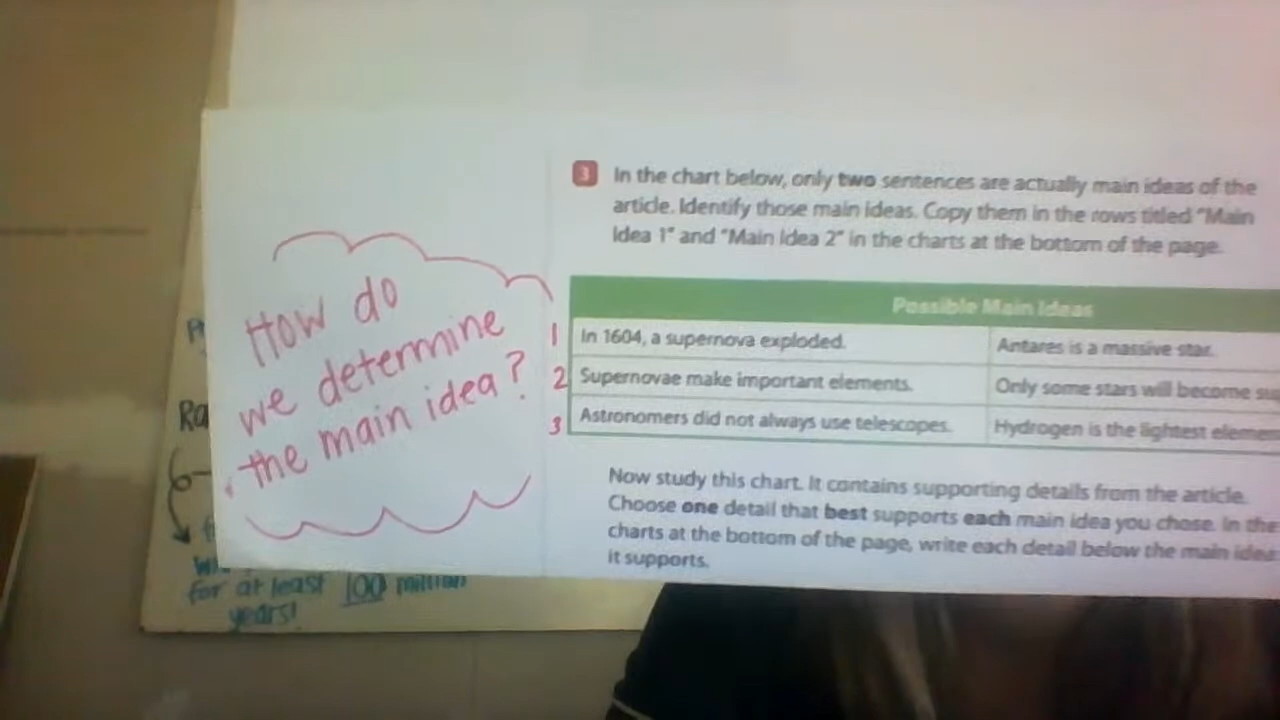 How do
we determine
the main idea?
3 In the chart below, only two sentences are actually main ideas of the
article. Identify those main ideas. Copy them in the rows titled "Main
Idea 1" and "Main Idea 2" in the charts at the bottom of the page.
Possible Main Ideas
1 In 1604, a supernova exploded. Antares is a massive star.
2 Supernovae make important elements. Only some stars will become
3 Astronomers did not always use telescopes. Hydrogen is the lightest
Now study this chart. It contains supporting details from the article.
Choose one detail that best supports each main idea you chose. In the
charts at the bottom of the page, write each detail below the main idea
it supports.
6
for at least 100 million
years!